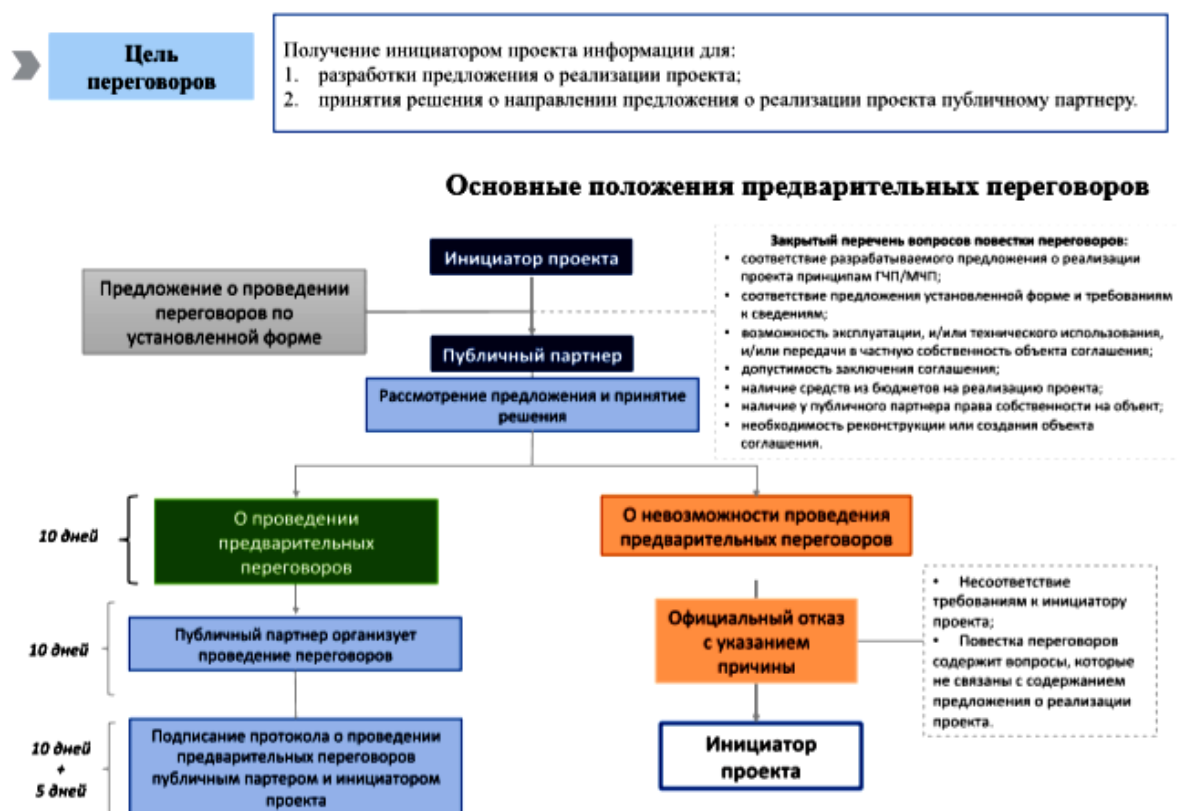 Цель
переговоров
Получение инициатором проекта информации для:
1. разработки предложения о реализации проекта;
2. принятия решения о направлении предложения о реализации проекта публичному партнеру.
Основные положения предварительных переговоров
Инициатор проекта
Предложение о проведении
переговоров по
установленной форме
Закрытый перечень вопросов повестки переговоров:
• соответствие разрабатываемого предложения о реализации
проекта принципам ГЧП/МЧП;
• соответствие предложения установленной форме и требованиям
к сведениям;
• возможность эксплуатации, и/или технического использования,
и/или передачи в частную собственность объекта соглашения;
• допустимость заключения соглашения;
• наличие средств из бюджетов на реализацию проекта;
• наличие у публичного партнера права собственности на объект;
• необходимость реконструкции или создания объекта
соглашения.
Публичный партнер
Рассмотрение предложения и принятие
решения
10 дней
О проведении
предварительных
переговоров
О невозможности проведения
предварительных переговоров
10 дней
Публичный партнер организует
проведение переговоров
Официальный отказ
с указанием
причины
• Несоответствие
требованиям к инициатору
проекта;
• Повестка переговоров
содержит вопросы, которые
не связаны с содержанием
предложения о реализации
проекта.
10 дней
+
5 дней
Подписание протокола о проведении
предварительных переговоров
публичным партером и инициатором
проекта
Инициатор
проекта